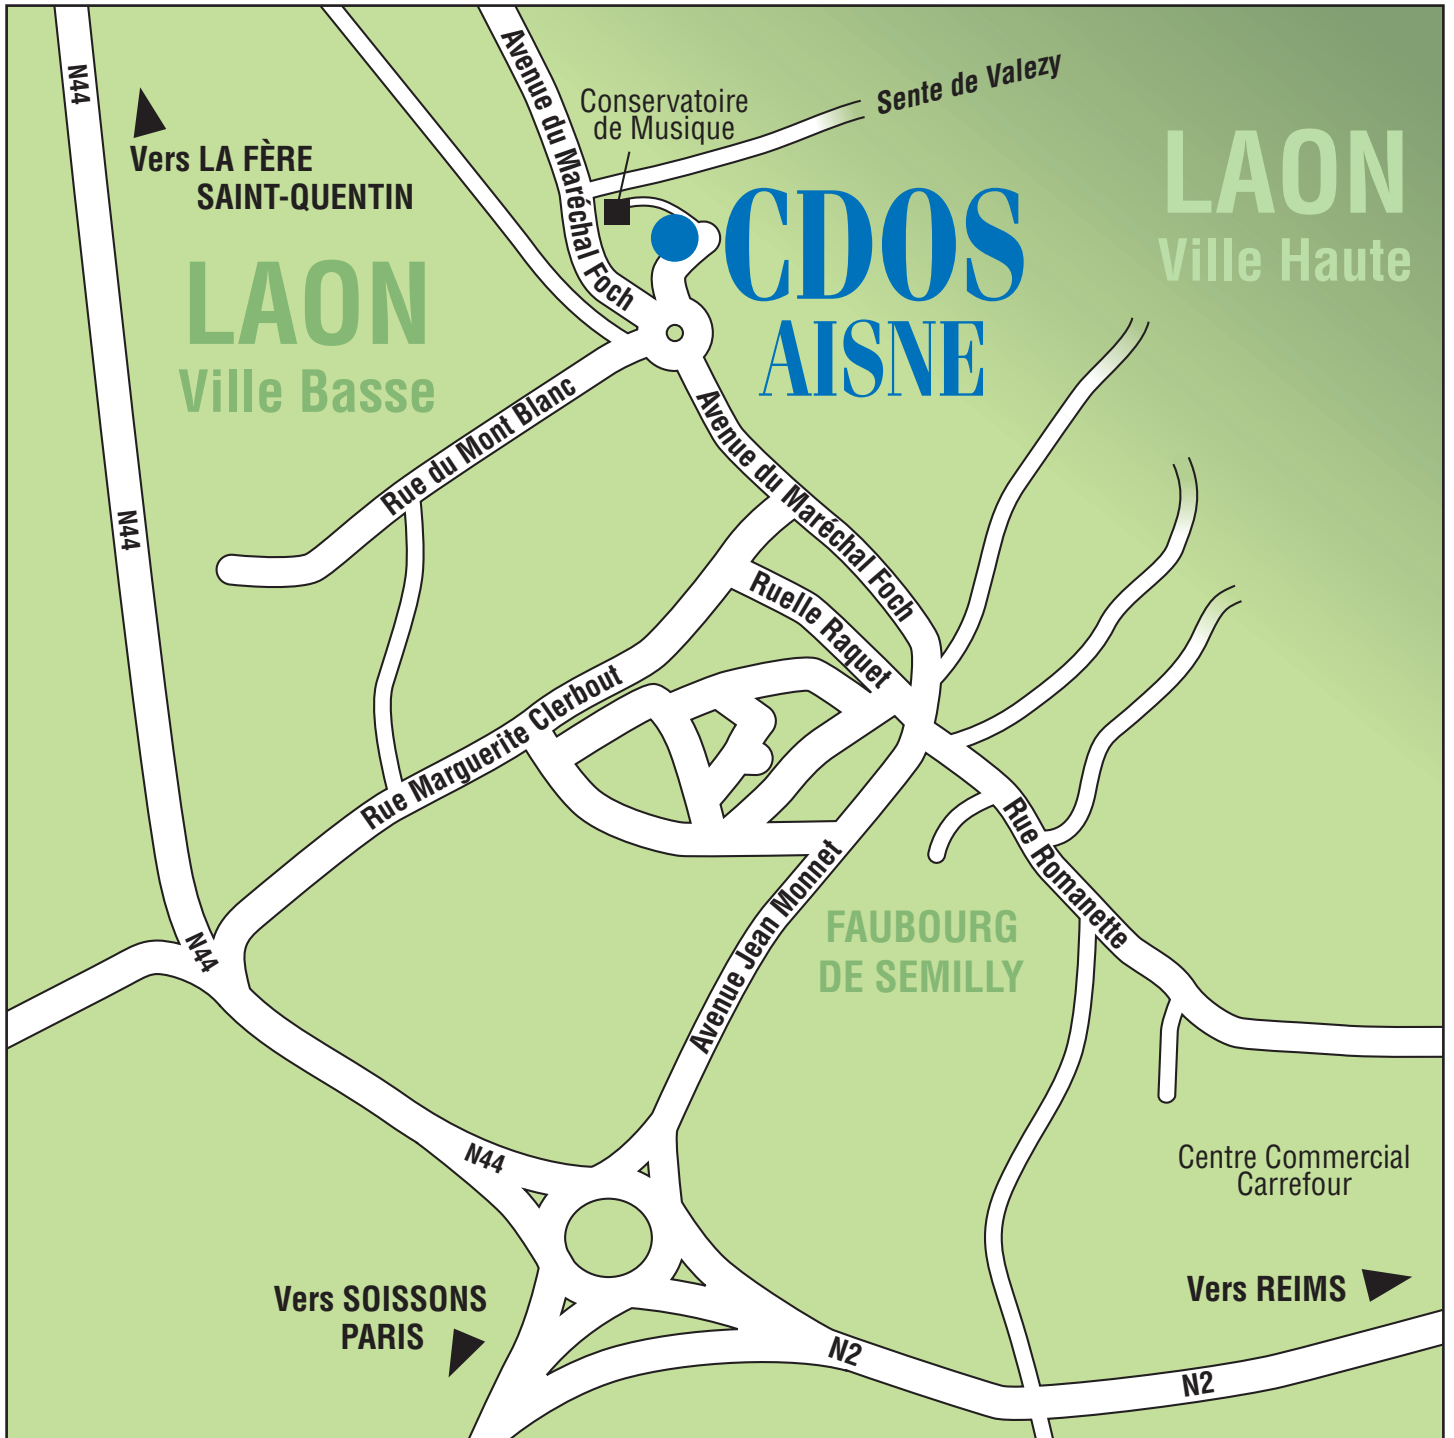 N44
Avenue du Maréchal Foch
Sente de Valezy
Conservatoire
de Musique
Vers LA FÈRE
SAINT-QUENTIN
LAON
Ville Haute
CDOS
AISNE
LAON
Ville Basse
Rue du Mont Blanc
Avenue du Maréchal Foch
N44
Ruelle Raquet
Rue Marguerite Clerbout
Rue Romanette
Avenue Jean Monnet
FAUBOURG
DE SEMILLY
N44
N44
Centre Commercial
Carrefour
Vers SOISSONS
PARIS
Vers REIMS
N2
N2